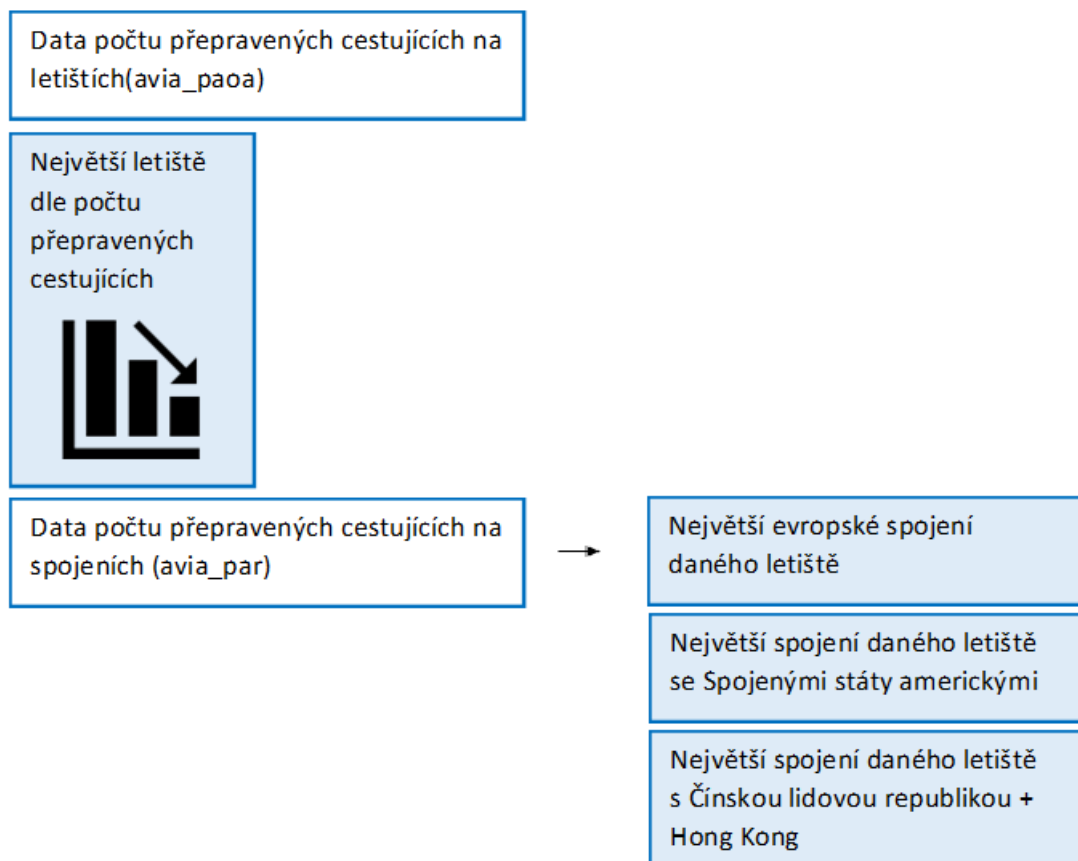 Data počtu přepravených cestujících na
letištích(avia_paoa)
Největší letiště
dle počtu
přepravených
cestujících
Data počtu přepravených cestujících na
spojeních (avia_par)
Největší evropské spojení
daného letiště
Největší spojení daného letiště
se Spojenými státy americkými
Největší spojení daného letiště
s Čínskou lidovou republikou +
Hong Kong